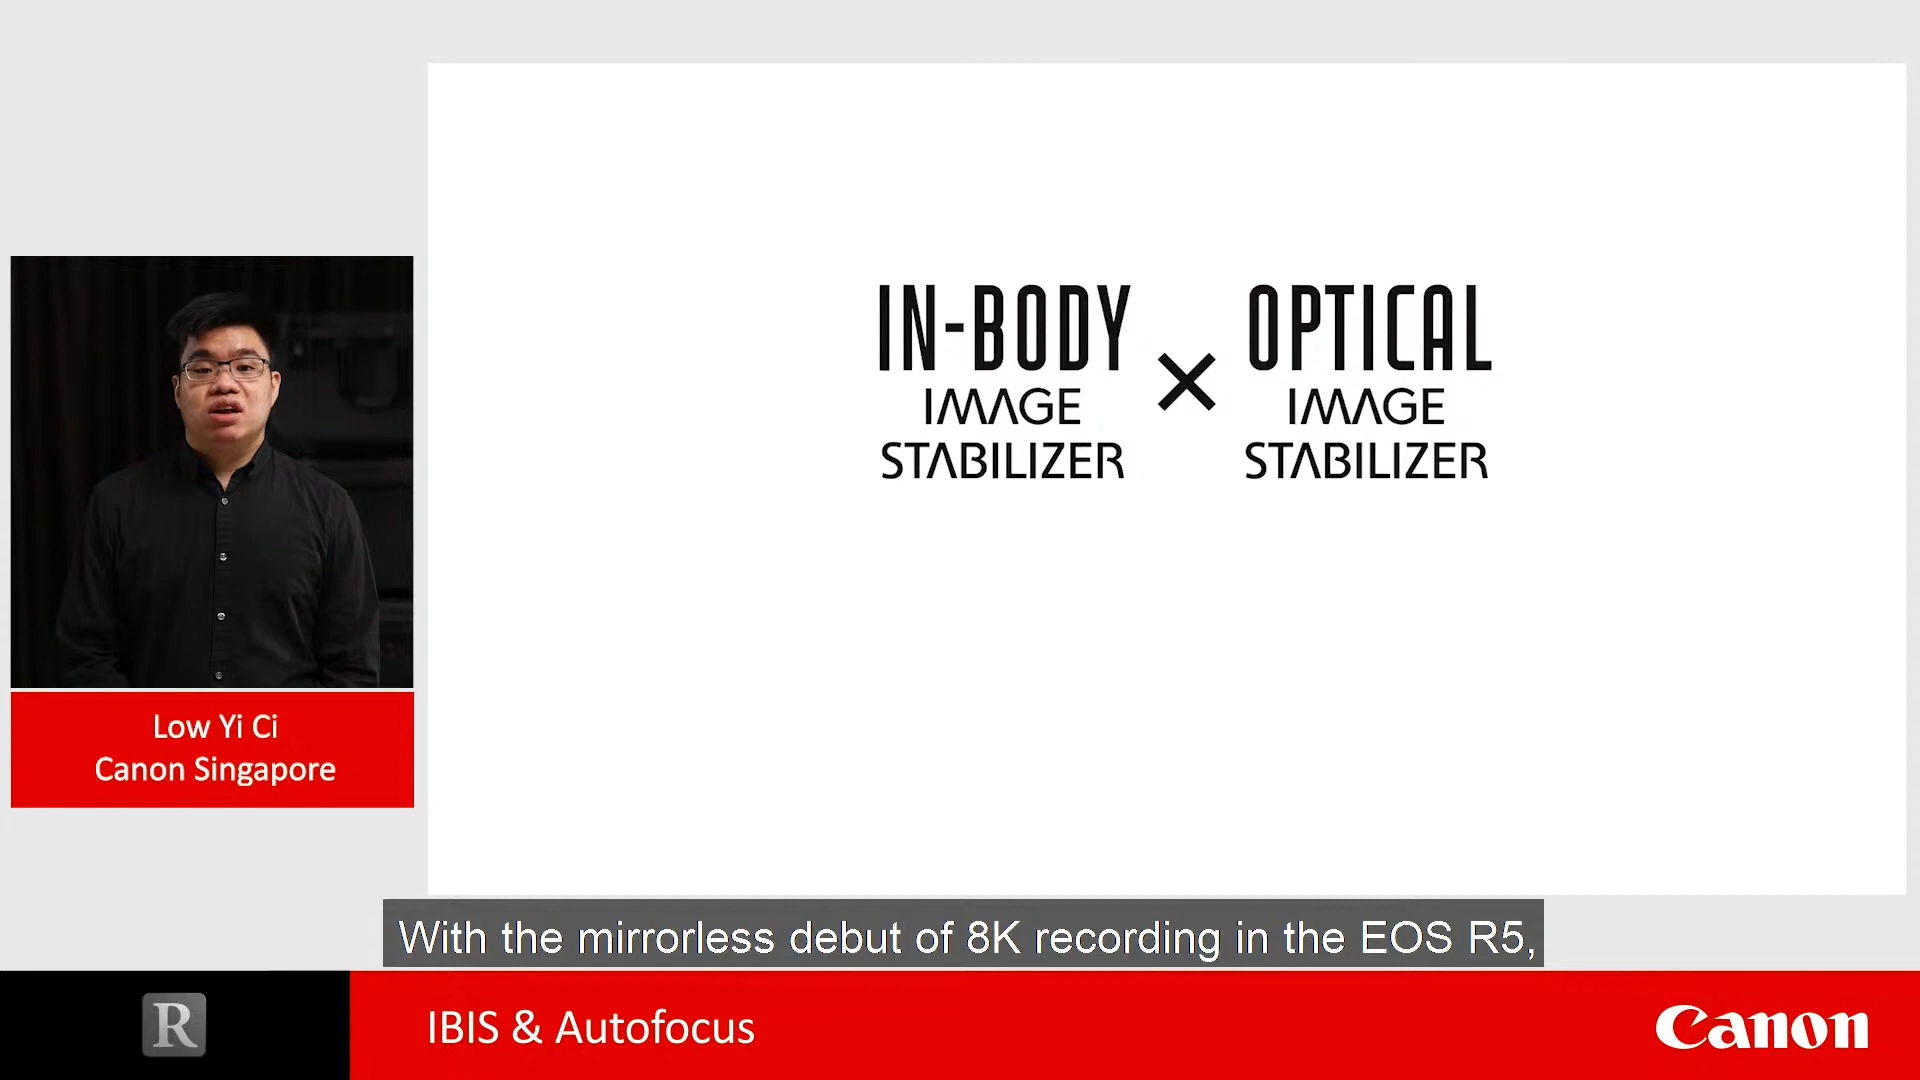 IN-BODY
IMAGE
STABILIZER
×
OPTICAL
IMAGE
STABILIZER
Low Yi Ci
Canon Singapore
With the mirrorless debut of 8K recording in the EOS R5,
R
IBIS & Autofocus
Canon